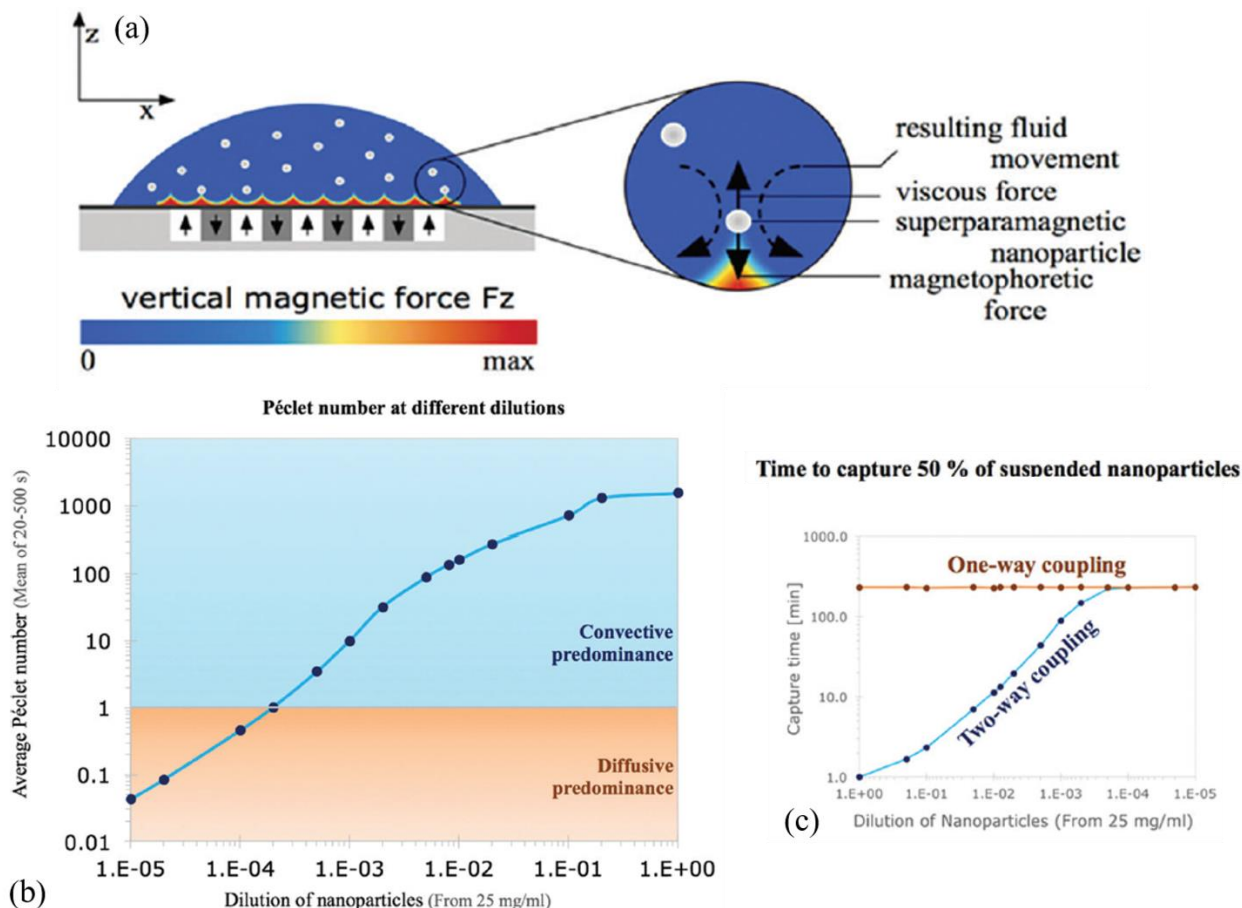 (a)
z
x
resulting fluid
movement
viscous force
superparamagnetic
nanoparticle
magnetophoretic
force
vertical magnetic force Fz
0 max
Péclet number at different dilutions
Average Péclet number (Mean of 20-500 s)
10000
1000
100
10
1
0.1
0.01
Convective
predominance
Diffusive
predominance
1.E-05 1.E-04 1.E-03 1.E-02 1.E-01 1.E+00
Dilution of nanoparticles (From 25 mg/ml)
(b)
Time to capture 50 % of suspended nanoparticles
Capture time [min]
1000.0
100.0
10.0
1.0
One-way coupling
Two-way coupling
1.E+00 1.E-01 1.E-02 1.E-03 1.E-04 1.E-05
Dilution of Nanoparticles (From 25 mg/ml)
(c)